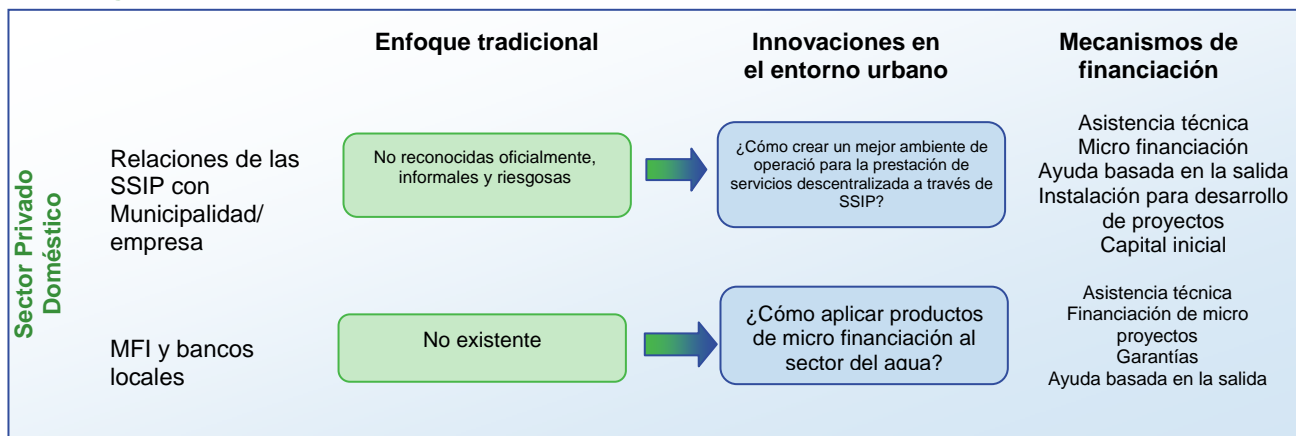 Enfoque tradicional
Innovaciones en
el entorno urbano
Mecanismos de
financiación
Sector Privado
Doméstico
Relaciones de las
SSIP con
Municipalidad/
empresa
No reconocidas oficialmente,
informales y riesgosas
¿Cómo crear un mejor ambiente de
operació para la prestación de
servicios descentralizada a través de
SSIP?
Asistencia técnica
Micro financiación
Ayuda basada en la salida
Instalación para desarrollo
de proyectos
Capital inicial
MFI y bancos
locales
No existente
¿Cómo aplicar productos
de micro financiación al
sector del agua?
Asistencia técnica
Financiación de micro
proyectos
Garantías
Ayuda basada en la salida